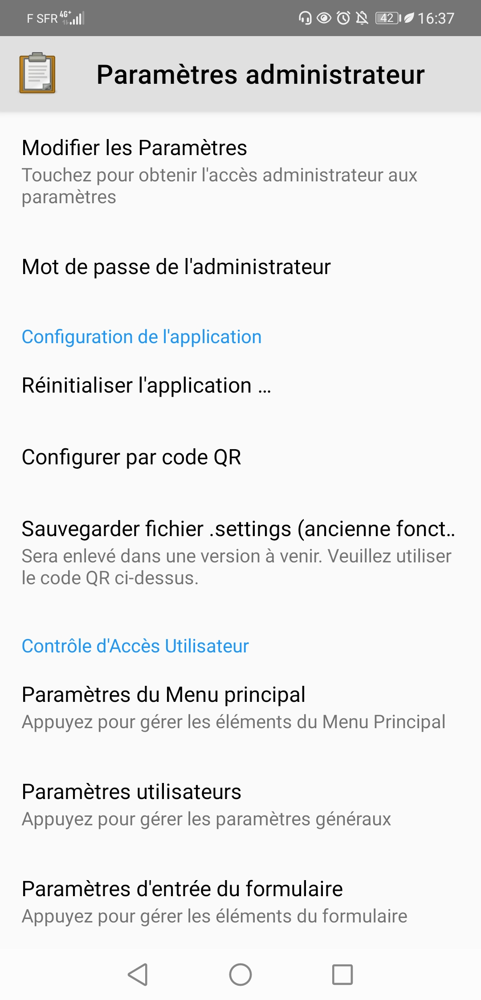 F SFR 4G+ 42 16:37
Paramètres administrateur
Modifier les Paramètres
Touchez pour obtenir l'accès administrateur aux
paramètres
Mot de passe de l'administrateur
Configuration de l'application
Réinitialiser l'application ...
Configurer par code QR
Sauvegarder fichier .settings (ancienne fonct..
Sera enlevé dans une version à venir. Veuillez utiliser
le code QR ci-dessus.
Contrôle d'Accès Utilisateur
Paramètres du Menu principal
Appuyez pour gérer les éléments du Menu Principal
Paramètres utilisateurs
Appuyez pour gérer les paramètres généraux
Paramètres d'entrée du formulaire
Appuyez pour gérer les éléments du formulaire